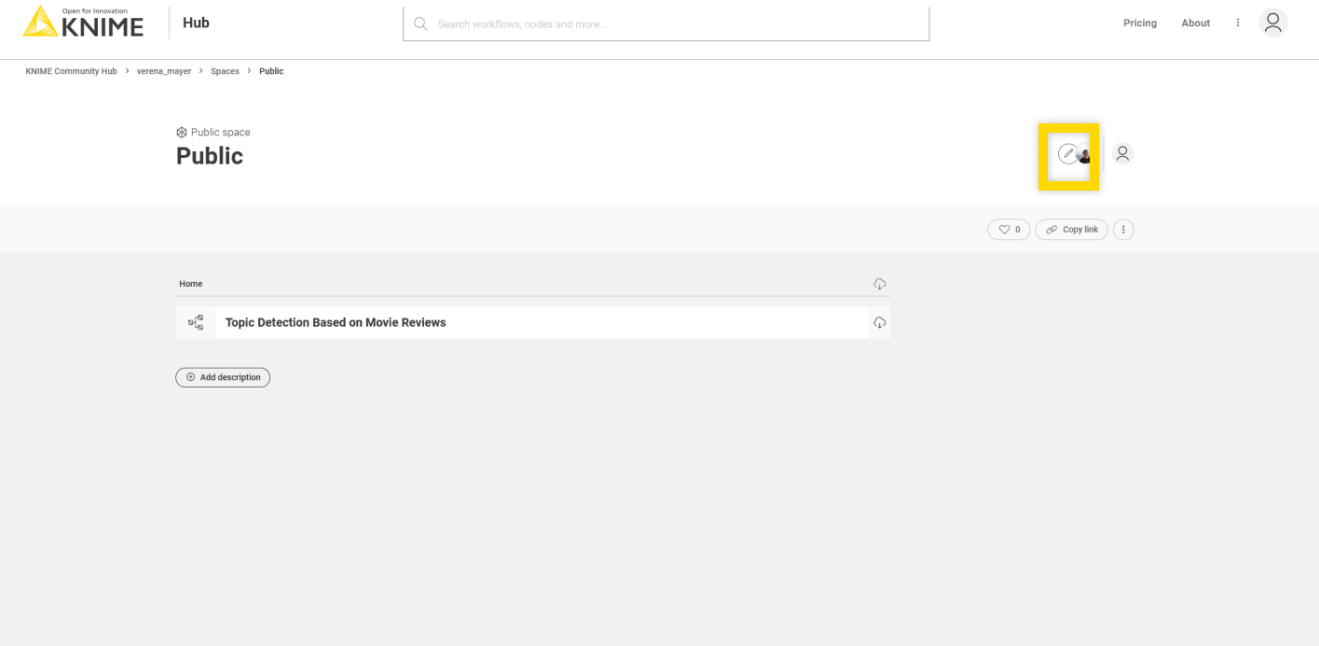 Open for Innovation
KNIME
Hub
Search workflows, nodes and more...
Pricing
About
KNIME Community Hub > verena_mayer > Spaces > Public
Public space
Public
0
Copy link
Home
Topic Detection Based on Movie Reviews
Add description